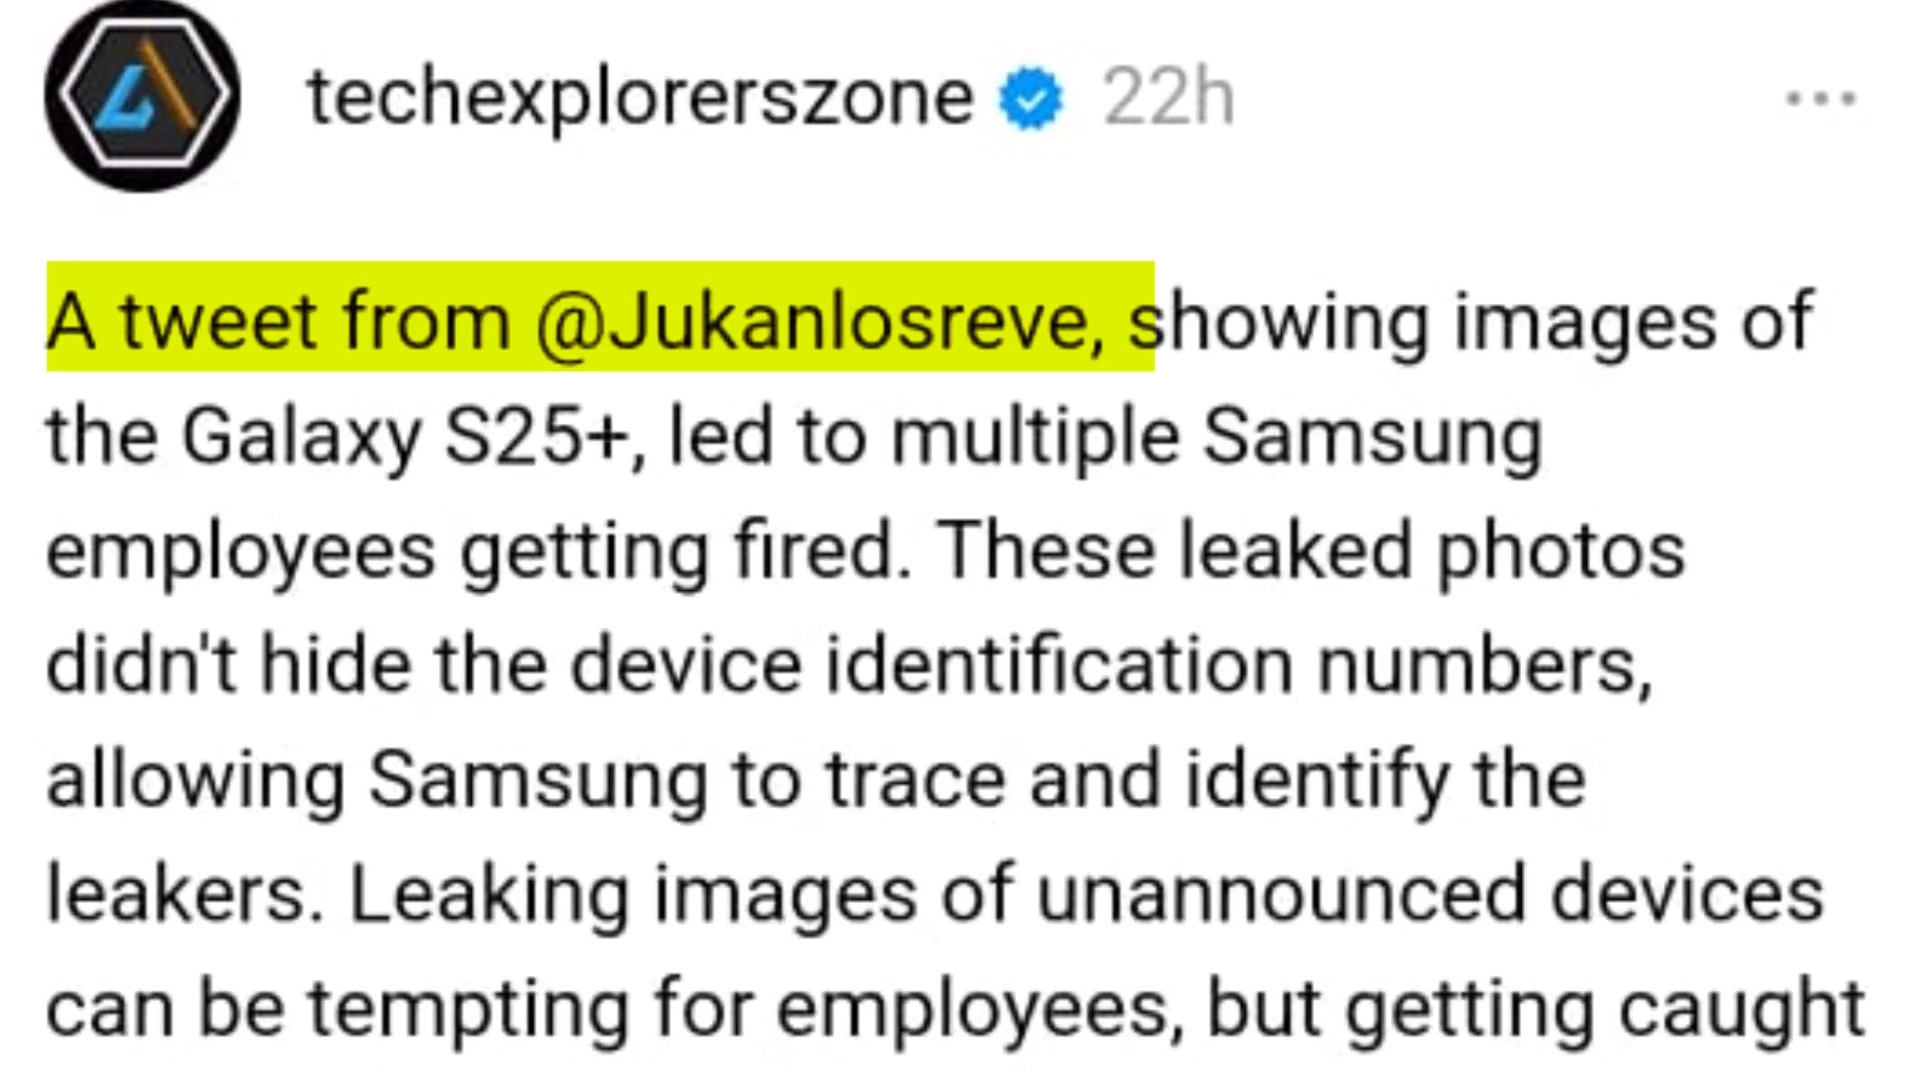 techexplorerszone 22h
A tweet from @Jukanlosreve, showing images of
the Galaxy S25+, led to multiple Samsung
employees getting fired. These leaked photos
didn't hide the device identification numbers,
allowing Samsung to trace and identify the
leakers. Leaking images of unannounced devices
can be tempting for employees, but getting caught